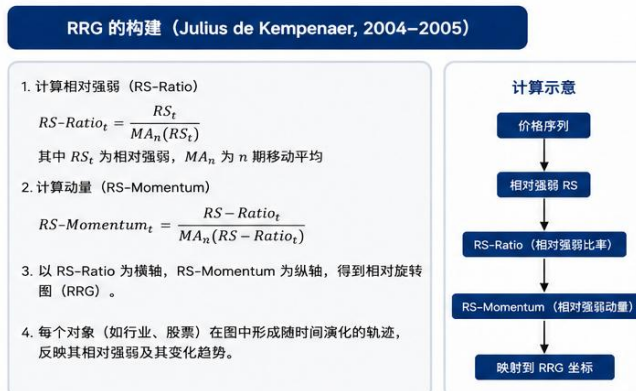 RRG 的构建（Julius de Kempenaer, 2004–2005）
1. 计算相对强弱（RS-Ratio）
RS-Ratio_t = RS_t / MA_n(RS_t)
其中 RS_t 为相对强弱，MA_n 为 n 期移动平均
2. 计算动量（RS-Momentum）
RS-Momentum_t = RS-Ratio_t / MA_n(RS-Ratio_t)
3. 以 RS-Ratio 为横轴，RS-Momentum 为纵轴，得到相对旋转
图（RRG）。
4. 每个对象（如行业、股票）在图中形成随时间演化的轨迹，
反映其相对强弱及其变化趋势。
计算示意
价格序列
相对强弱 RS
RS-Ratio（相对强弱比率）
RS-Momentum（相对强弱动量）
映射到 RRG 坐标